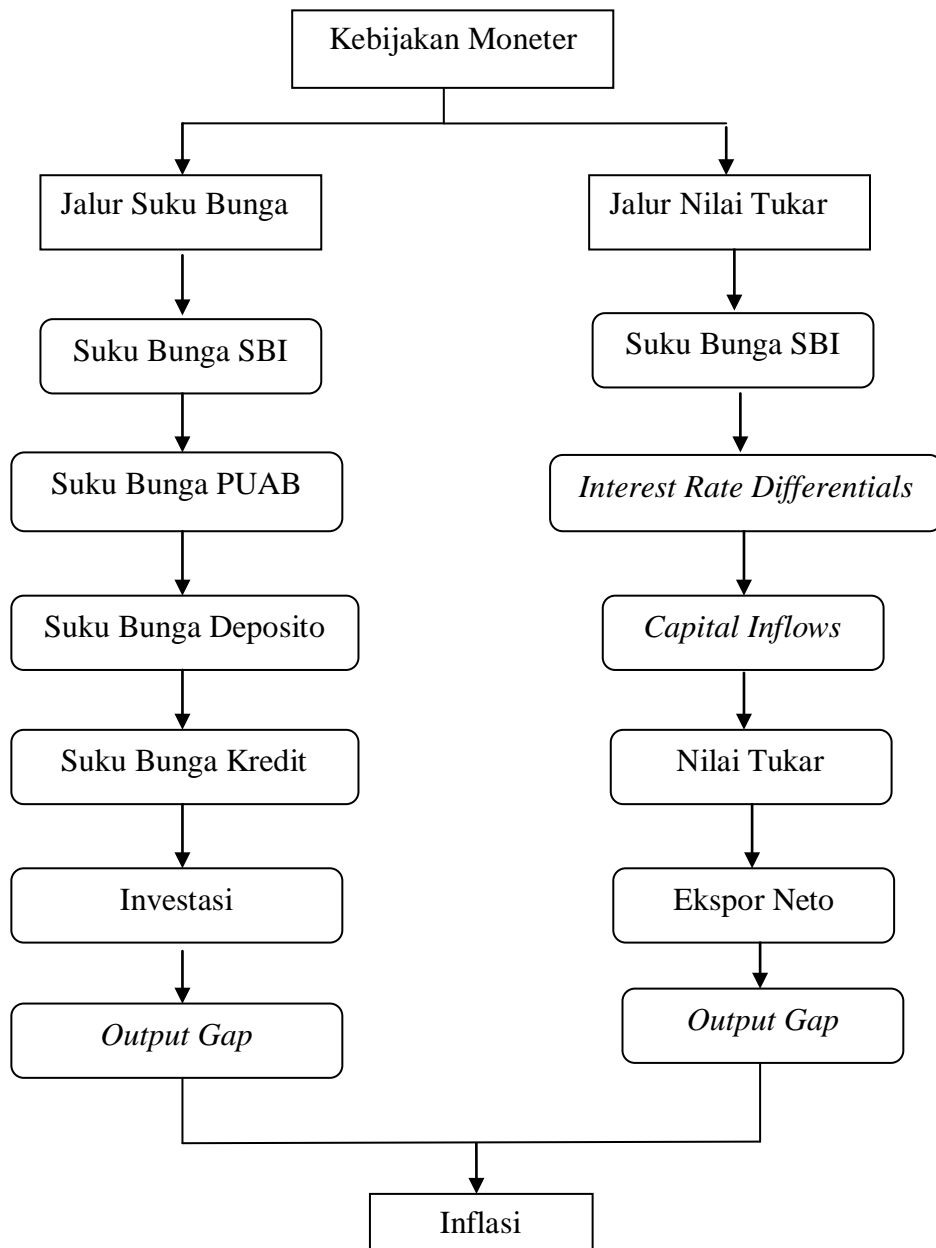 Kebijakan Moneter
Jalur Suku Bunga
Jalur Nilai Tukar
Suku Bunga SBI
Suku Bunga SBI
Suku Bunga PUAB
Interest Rate Differentials
Suku Bunga Deposito
Capital Inflows
Suku Bunga Kredit
Nilai Tukar
Investasi
Ekspor Neto
Output Gap
Output Gap
Inflasi